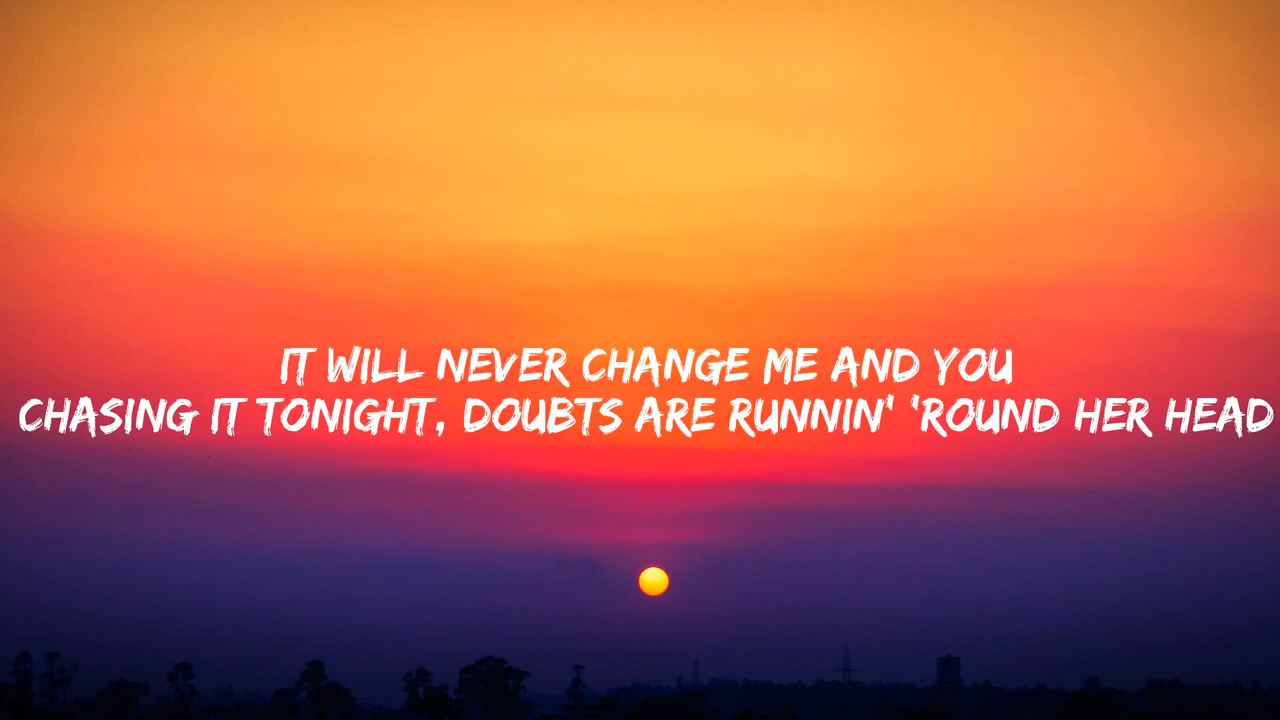 IT WILL NEVER CHANGE ME AND YOU
CHASING IT TONIGHT, DOUBTS ARE RUNNIN' 'ROUND HER HEAD